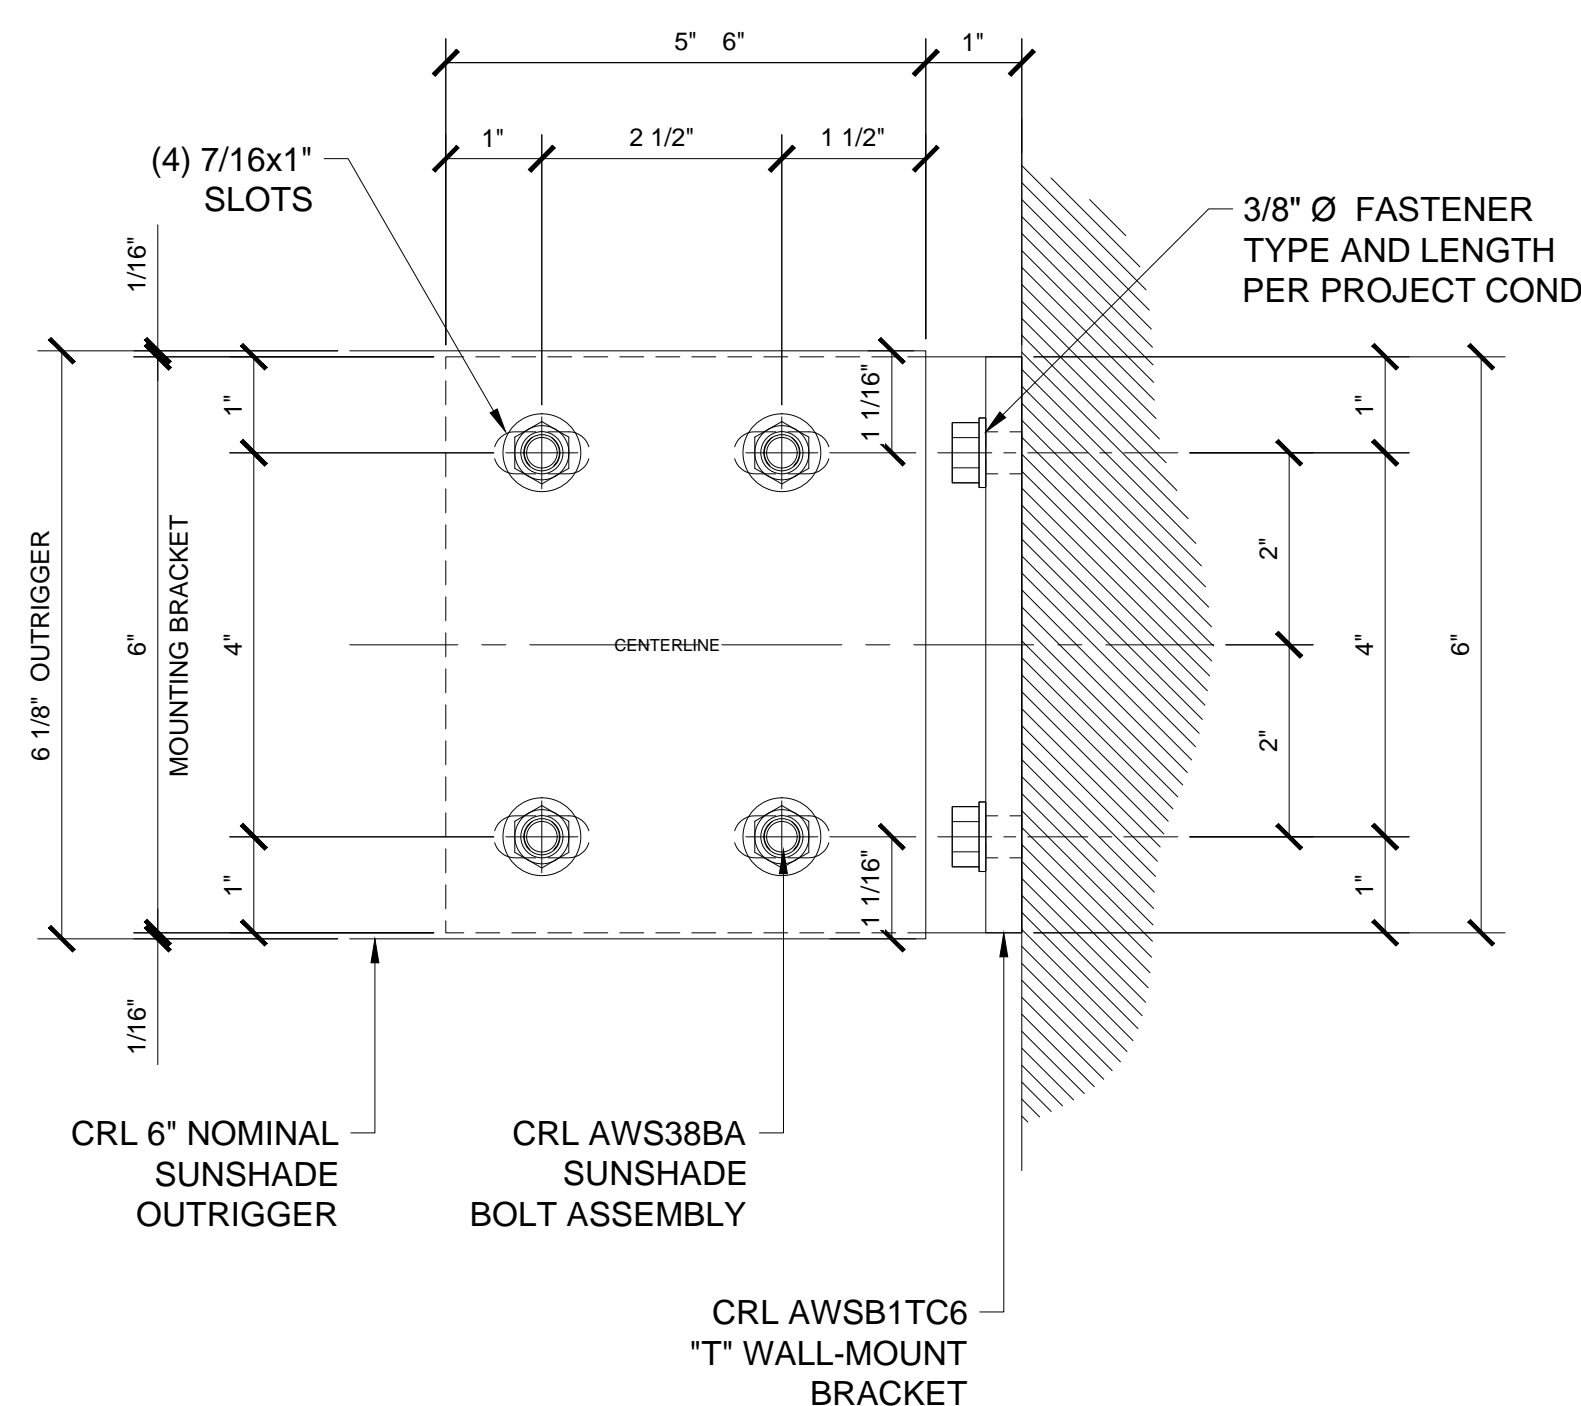 5"   6"
1"
1"
2 1/2"
1 1/2"
(4) 7/16x1"
SLOTS
3/8" Ø  FASTENER
TYPE AND LENGTH
PER PROJECT COND
1/16"
1"
1 1/16"
1"
6 1/8"  OUTRIGGER
6"
MOUNTING BRACKET
4"
CENTERLINE
2"
2"
4"
6"
1"
1 1/16"
1"
1/16"
CRL 6" NOMINAL
SUNSHADE
OUTRIGGER
CRL AWS38BA
SUNSHADE
BOLT ASSEMBLY
CRL AWSB1TC6
"T" WALL-MOUNT
BRACKET